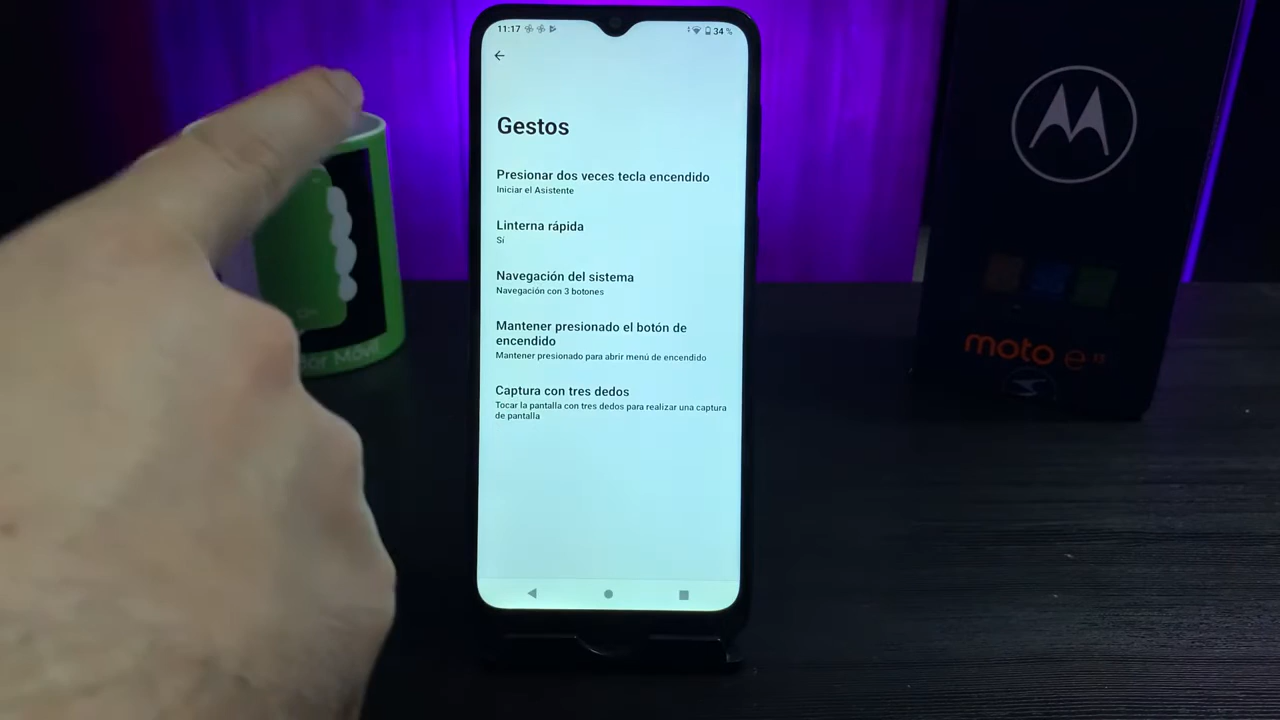 11:17
34 %
Gestos
Presionar dos veces tecla encendido
Iniciar el Asistente
Linterna rápida
Sí
Navegación del sistema
Navegación con 3 botones
Mantener presionado el botón de
encendido
Mantener presionado para abrir menú de encendido
Captura con tres dedos
Tocar la pantalla con tres dedos para realizar una captura
de pantalla
moto e
Móvil